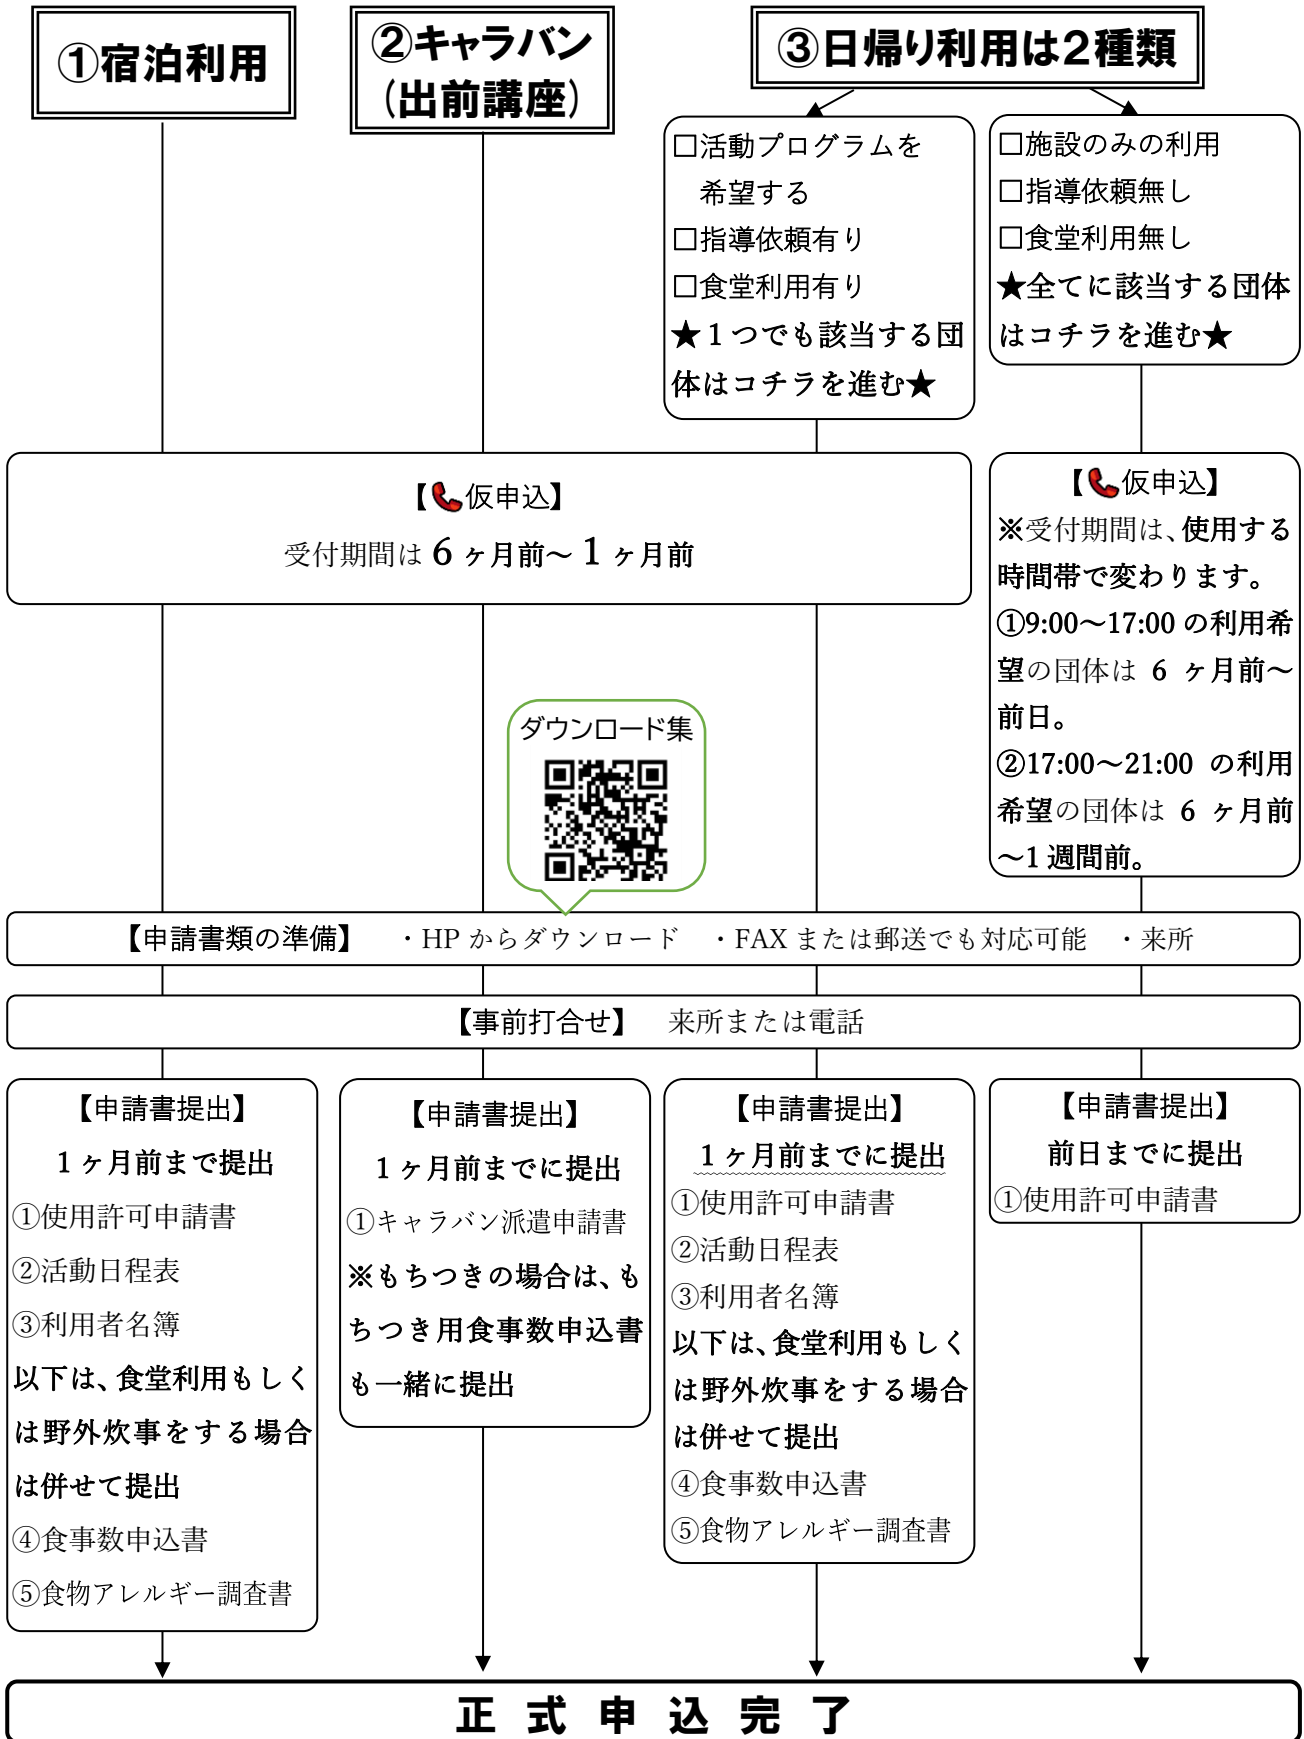 ①宿泊利用
②キャラバン
(出前講座)
③日帰り利用は2種類
□活動プログラムを
希望する
□指導依頼有り
□食堂利用有り
★1つでも該当する団
体はコチラを進む★
□施設のみの利用
□指導依頼無し
□食堂利用無し
★全てに該当する団体
はコチラを進む★
【📞仮申込】
受付期間は 6 ヶ月前~ 1 ヶ月前
【📞仮申込】
※受付期間は、使用する
時間帯で変わります。
①9:00~17:00 の利用希
望の団体は 6 ヶ月前~
前日。
②17:00~21:00 の利用
希望の団体は 6 ヶ月前
~1 週間前。
ダウンロード集
【申請書類の準備】 ・HP からダウンロード ・FAX または郵送でも対応可能 ・来所
【事前打合せ】 来所または電話
【申請書提出】
1 ヶ月前まで提出
①使用許可申請書
②活動日程表
③利用者名簿
以下は、食堂利用もしく
は野外炊事をする場合
は併せて提出
④食事数申込書
⑤食物アレルギー調査書
【申請書提出】
1 ヶ月前までに提出
①キャラバン派遣申請書
※もちつきの場合は、も
ちつき用食事数申込書
も一緒に提出
【申請書提出】
1 ヶ月前までに提出
①使用許可申請書
②活動日程表
③利用者名簿
以下は、食堂利用もしく
は野外炊事をする場合
は併せて提出
④食事数申込書
⑤食物アレルギー調査書
【申請書提出】
前日までに提出
①使用許可申請書
正 式 申 込 完 了